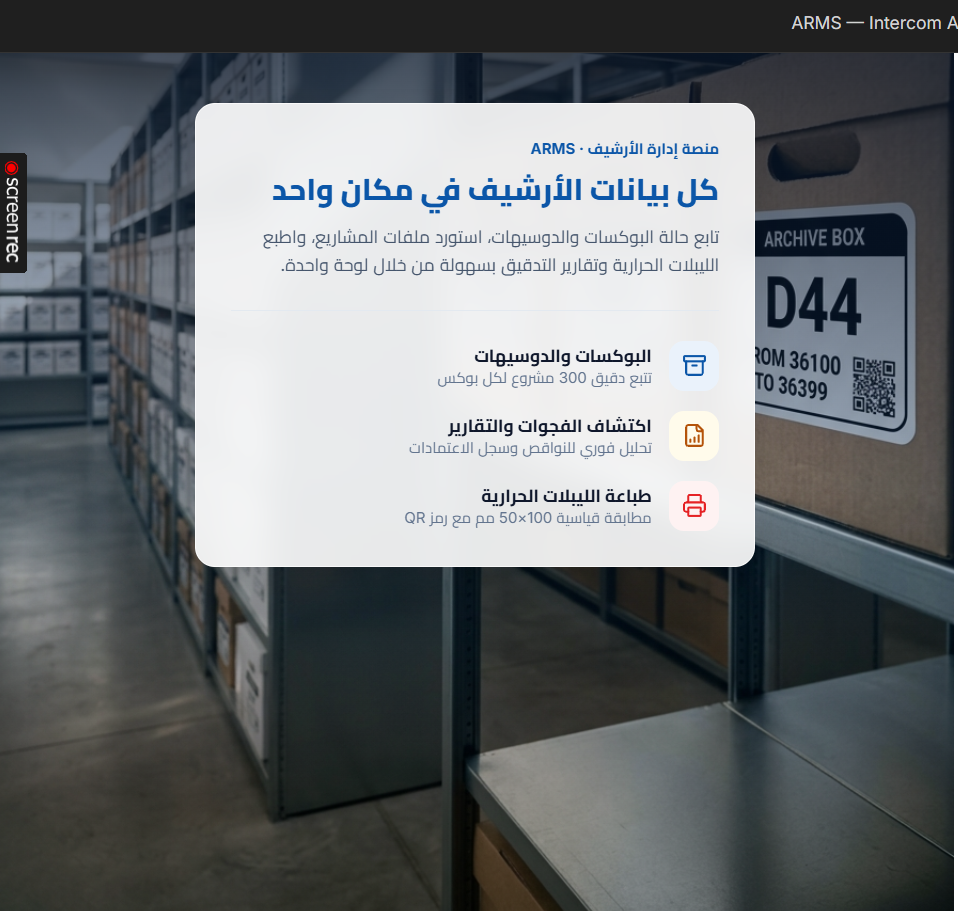 ARMS — Intercom A
screenrec
منصة إدارة الأرشيف · ARMS
كل بيانات الأرشيف في مكان واحد
تابع حالة البوكسات والدوسيهات، استورد ملفات المشاريع، واطبع
الليبلات الحرارية وتقارير التدقيق بسهولة من خلال لوحة واحدة.
البوكسات والدوسيهات
تتبع دقيق 300 مشروع لكل بوكس
اكتشاف الفجوات والتقارير
تحليل فوري للنواقص وسجل الاعتمادات
طباعة الليبلات الحرارية
مطابقة قياسية 100×50 مم مع رمز QR
ARCHIVE BOX
D44
ROM 36100
TO 36399